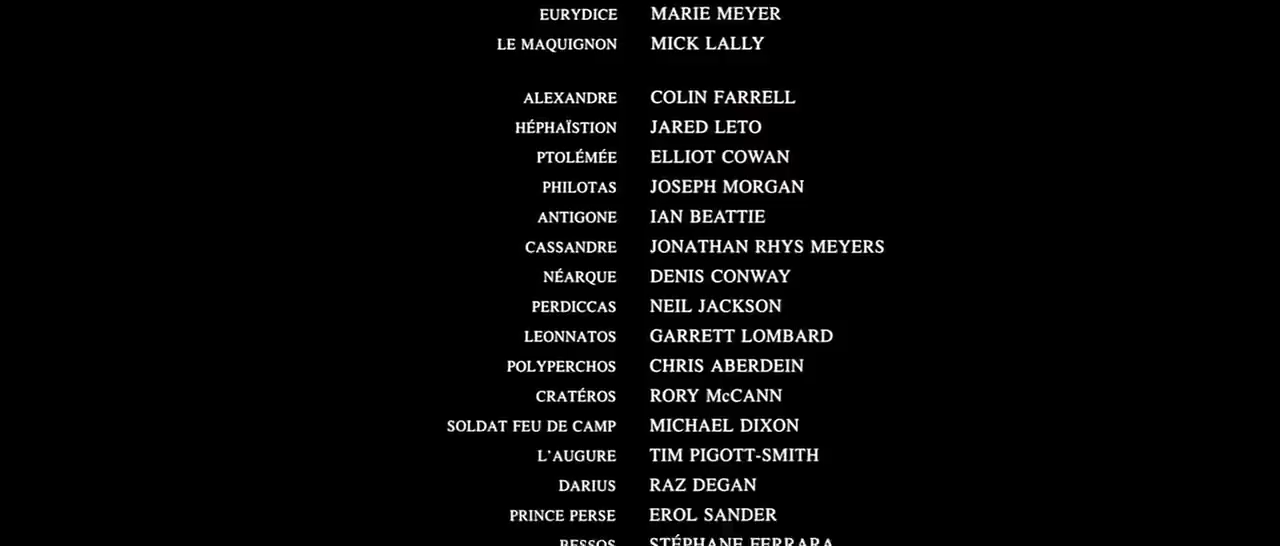 EURYDICE MARIE MEYER
LE MAQUIGNON MICK LALLY
ALEXANDRE COLIN FARRELL
HÉPHAÏSTION JARED LETO
PTOLÉMÉE ELLIOT COWAN
PHILOTAS JOSEPH MORGAN
ANTIGONE IAN BEATTIE
CASSANDRE JONATHAN RHYS MEYERS
NÉARQUE DENIS CONWAY
PERDICCAS NEIL JACKSON
LEONNATOS GARRETT LOMBARD
POLYPERCHOS CHRIS ABERDEIN
CRATÉROS RORY McCANN
SOLDAT FEU DE CAMP MICHAEL DIXON
L'AUGURE TIM PIGOTT-SMITH
DARIUS RAZ DEGAN
PRINCE PERSE EROL SANDER
BESSOS STÉPHANE FERRARA